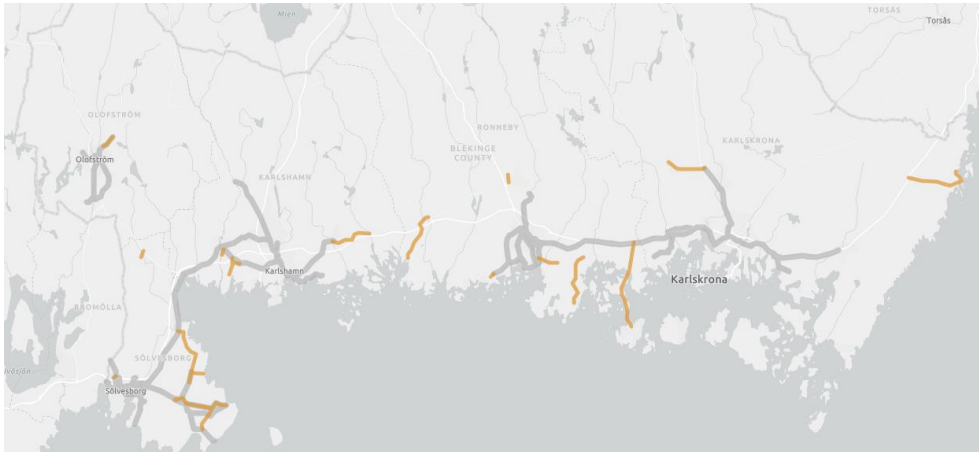 Mien
TORSÅS
Torsås
OLOFSTRÖM
RONNEBY
KARLSKRONA
BLEKINGE
COUNTY
Olofström
KARLSHAMN
Karlshamn
Karlskrona
BROMÖLLA
SÖLVESBORG
Sölvesborg